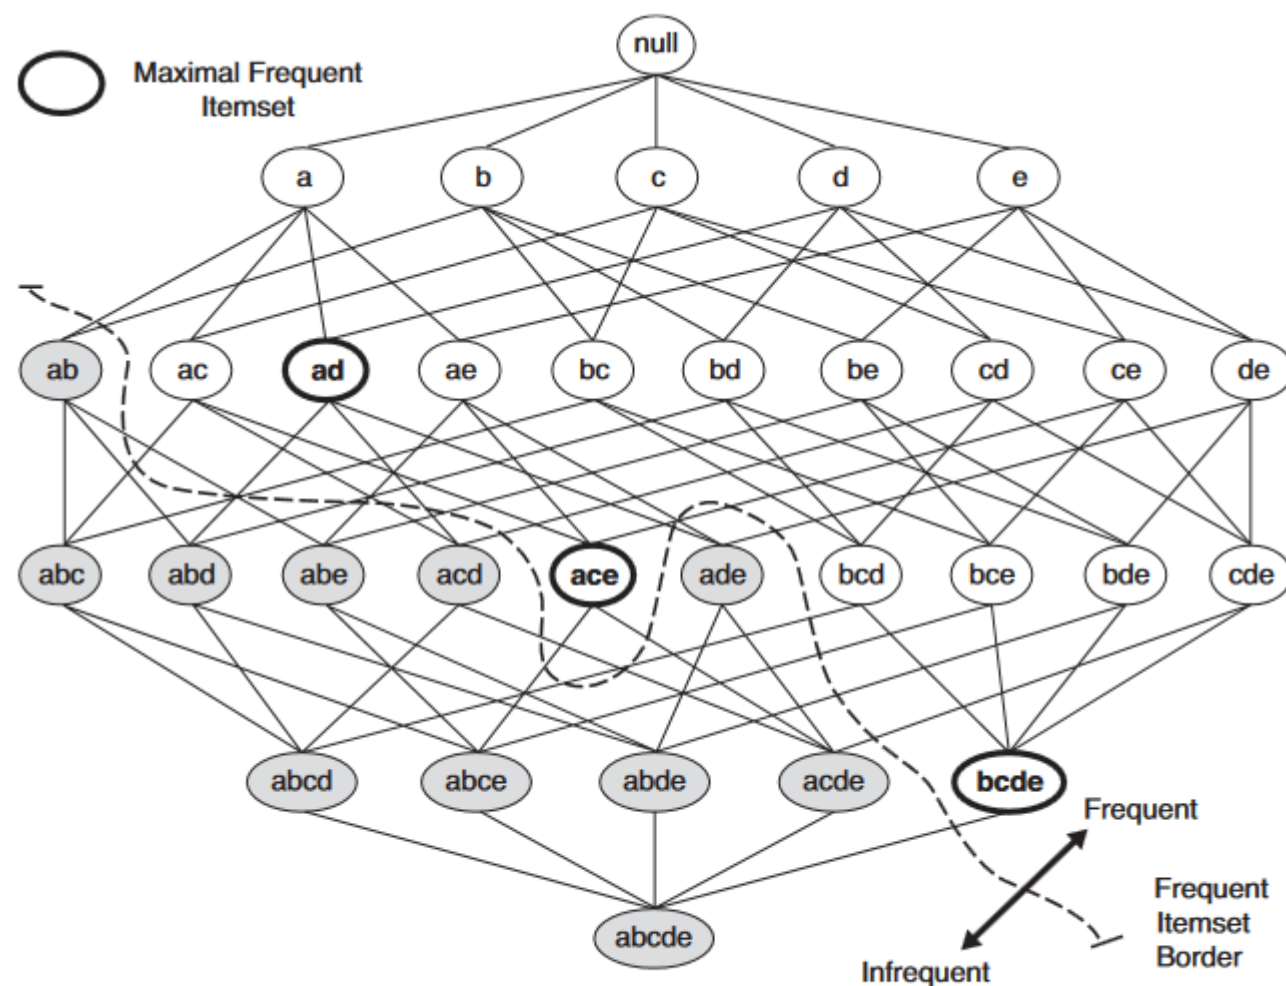 null
Maximal Frequent
Itemset
a b c d e
ab ac ad ae bc bd be cd ce de
abc abd abe acd ace ade bcd bce bde cde
abcd abce abde acde bcde
Frequent
Frequent
Itemset
Border
abcde
Infrequent